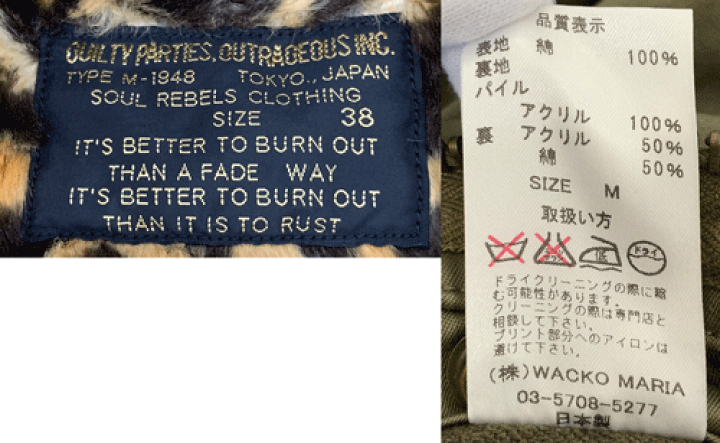 GUILTY PARTIES, OUTRAGEOUS INC.
TYPE M-1948 TOKYO., JAPAN
SOUL REBELS CLOTHING
SIZE 38
IT'S BETTER TO BURN OUT
THAN A FADE WAY
IT'S BETTER TO BURN OUT
THAN IT IS TO RUST
品質表示
表地 綿 100%
裏地
パイル
アクリル 100%
裏 アクリル 50%
綿 50%
SIZE M
取扱い方
低 ドライ
ドライクリーニングの際に縮
む可能性があります。
クリーニングの際は専門店と
相談して下さい。
プリント部分へのアイロンは
避けて下さい。
(株)WACKO MARIA
03-5708-5277
日本製